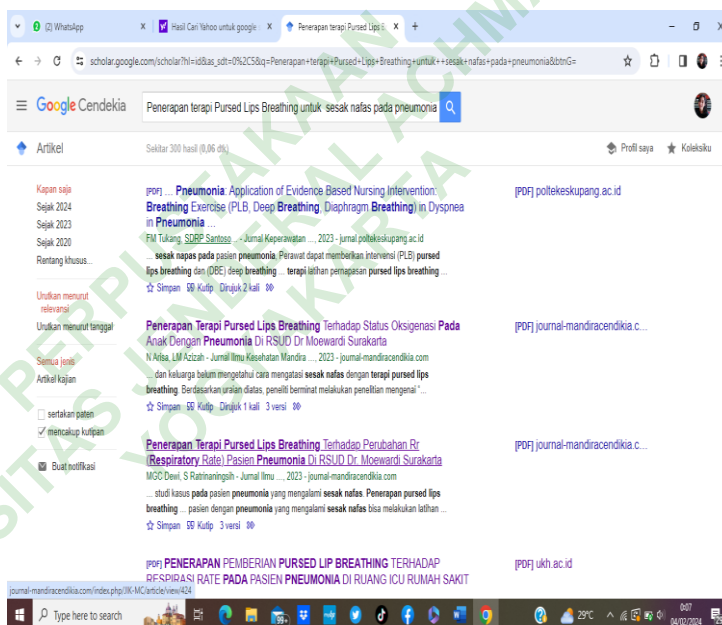 (2) WhatsApp
Hasil Cari Yahoo untuk google s
Penerapan terapi Pursed Lips B
scholar.google.com/scholar?hl=id&as_sdt=0%2C5&q=Penerapan+terapi+Pursed+Lips+Breathing+untuk++sesak+nafas+pada+pneumonia&btnG=
Google Cendekia
Penerapan terapi Pursed Lips Breathing untuk sesak nafas pada pneumonia
Artikel
Sekitar 300 hasil (0,06 dtk)
Profil saya
Koleksiku
Kapan saja
Sejak 2024
Sejak 2023
Sejak 2020
Rentang khusus...
Urutkan menurut
relevansi
Urutkan menurut tanggal
Semua jenis
Artikel kajian
sertakan paten
mencakup kutipan
Buat notifikasi
[PDF] ... Pneumonia: Application of Evidence Based Nursing Intervention:
Breathing Exercise (PLB, Deep Breathing, Diaphragm Breathing) in Dyspnea
in Pneumonia ...
FM Tukang, SDRP Santoso... - Jurnal Keperawatan ..., 2023 - jurnal.poltekeskupang.ac.id
... sesak napas pada pasien pneumonia. Perawat dapat memberikan intervensi (PLB) pursed
lips breathing dan (DBE) deep breathing ... terapi latihan pernapasan pursed lips breathing ...
Simpan Kutip Dirujuk 2 kali
[PDF] poltekeskupang.ac.id
Penerapan Terapi Pursed Lips Breathing Terhadap Status Oksigenasi Pada
Anak Dengan Pneumonia Di RSUD Dr Moewardi Surakarta
N Arisa, LM Azizah - Jurnal Ilmu Kesehatan Mandira ..., 2023 - journal-mandiracendikia.com
... dan keluarga belum mengetahui cara mengatasi sesak nafas dengan terapi pursed lips
breathing. Berdasarkan uraian diatas, peneliti berminat melakukan penelitian mengenai "...
Simpan Kutip Dirujuk 1 kali 3 versi
[PDF] journal-mandiracendikia.c...
Penerapan Terapi Pursed Lips Breathing Terhadap Perubahan Rr
(Respiratory Rate) Pasien Pneumonia Di RSUD Dr. Moewardi Surakarta
MGC Dewi, S Ratrinaningsih - Jurnal Ilmu ..., 2023 - journal-mandiracendikia.com
... studi kasus pada pasien pneumonia yang mengalami sesak nafas. Penerapan pursed lips
breathing ... pasien dengan pneumonia yang mengalami sesak nafas bisa melakukan latihan ...
Simpan Kutip 3 versi
[PDF] journal-mandiracendikia.c...
[PDF] PENERAPAN PEMBERIAN PURSED LIP BREATHING TERHADAP
RESPIRASI RATE PADA PASIEN PNEUMONIA DI RUANG ICU RUMAH SAKIT
[PDF] ukh.ac.id
journal-mandiracendikia.com/index.php/JIK-MC/article/view/424
Type here to search
99+
29°C
0:07
04/02/2024
PERPUSTAKAAN
SITAS JENDERAL ACHMA
YOGYAKARTA